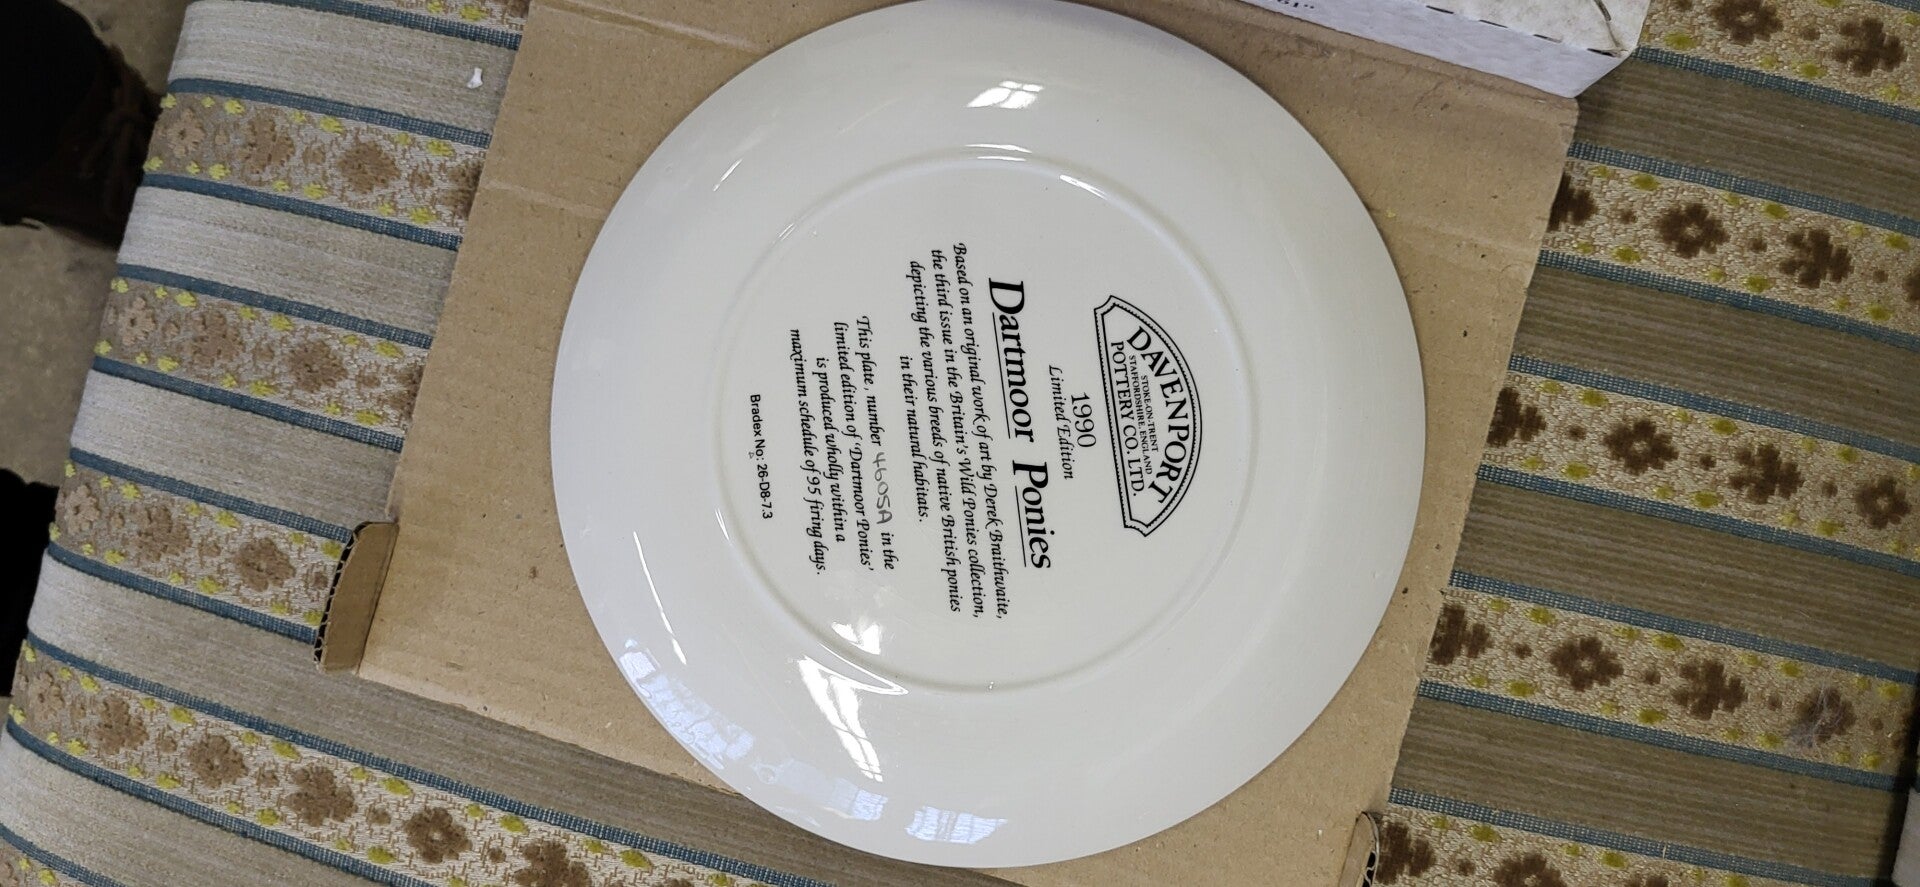 DAVENPORT
STOKE-ON-TRENT
STAFFORDSHIRE, ENGLAND
POTTERY CO. LTD.
1990
Limited Edition
Dartmoor Ponies
Based on an original work of art by Derek Braithwaite,
the third issue in the 'Britain's Wild Ponies collection,
depicting the various breeds of native British ponies
in their natural habitats.
This plate, number 4605A in the
limited edition of 'Dartmoor Ponies'
is produced wholly within a
maximum schedule of 95 firing days.
Bradex No: 26-D8-7.3